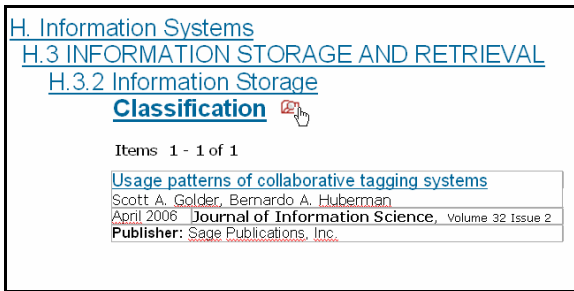 H. Information Systems
H.3 INFORMATION STORAGE AND RETRIEVAL
H.3.2 Information Storage
Classification
Items 1 - 1 of 1
Usage patterns of collaborative tagging systems
Scott A. Golder, Bernardo A. Huberman
April 2006 Journal of Information Science, Volume 32 Issue 2
Publisher: Sage Publications, Inc.